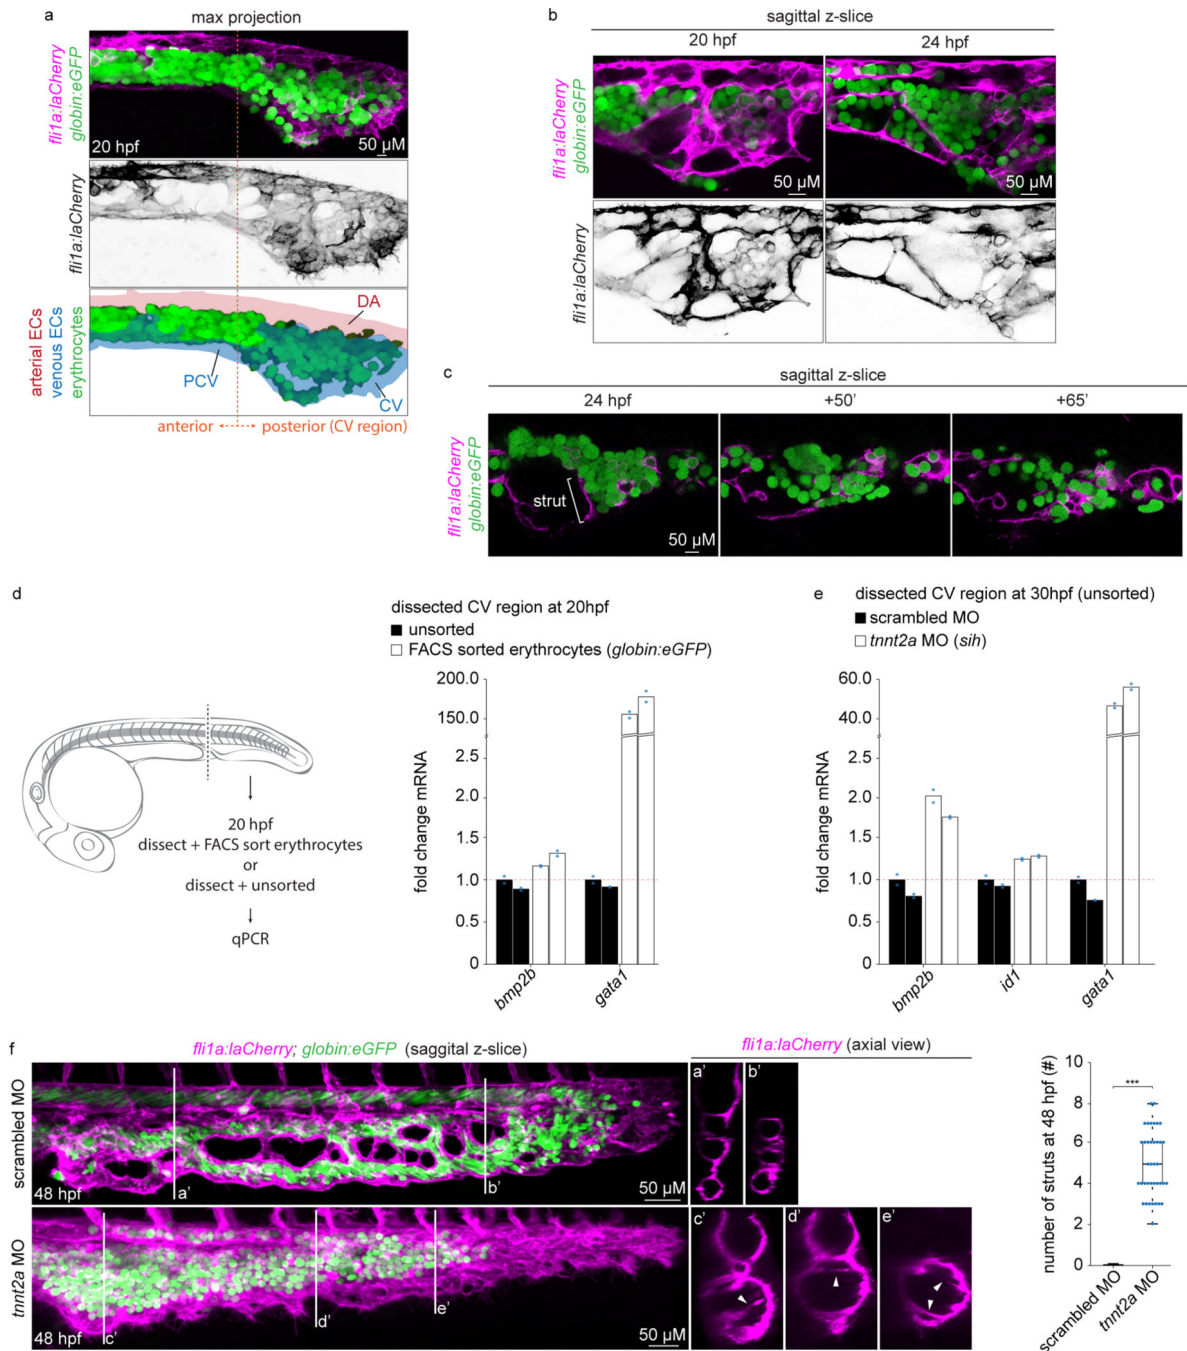 a
max projection
fli1a:laCherry
globin:eGFP
20 hpf
50 µM
fli1a:laCherry
arterial ECs
venous ECs
erythrocytes
DA
PCV
CV
anterior
posterior (CV region)
b
sagittal z-slice
20 hpf
24 hpf
fli1a:laCherry
globin:eGFP
50 µM
50 µM
fli1a:laCherry
c
sagittal z-slice
24 hpf
+50'
+65'
fli1a:laCherry
globin:eGFP
strut
50 µM
d
20 hpf
dissect + FACS sort erythrocytes
or
dissect + unsorted
qPCR
dissected CV region at 20hpf
unsorted
FACS sorted erythrocytes (globin:eGFP)
fold change mRNA
200.0
150.0
2.5
2.0
1.5
1.0
0.5
0
bmp2b
gata1
e
dissected CV region at 30hpf (unsorted)
scrambled MO
tnnt2a MO (sih)
fold change mRNA
60.0
40.0
2.5
2.0
1.5
1.0
0.5
0
bmp2b
id1
gata1
f
fli1a:laCherry; globin:eGFP (saggital z-slice)
fli1a:laCherry (axial view)
scrambled MO
48 hpf
a'
b'
50 µM
a'
b'
tnnt2a MO
48 hpf
c'
d'
e'
50 µM
c'
d'
e'
number of struts at 48 hpf (#)
10
8
6
4
2
0
***
scrambled MO
tnnt2a MO